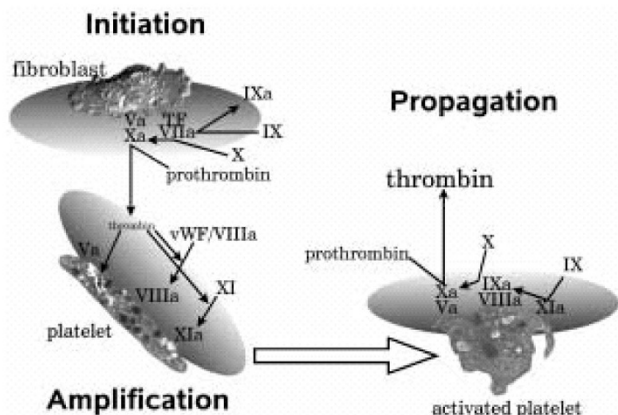 Initiation
fibroblast
IXa
Va TF
Xa VIIa
IX
X
prothrombin
thrombin
vWF/VIIIa
Va
XI
VIIIa
XIa
platelet
Amplification
Propagation
thrombin
prothrombin
X
IX
Xa IXa
Va VIIIa XIa
activated platelet